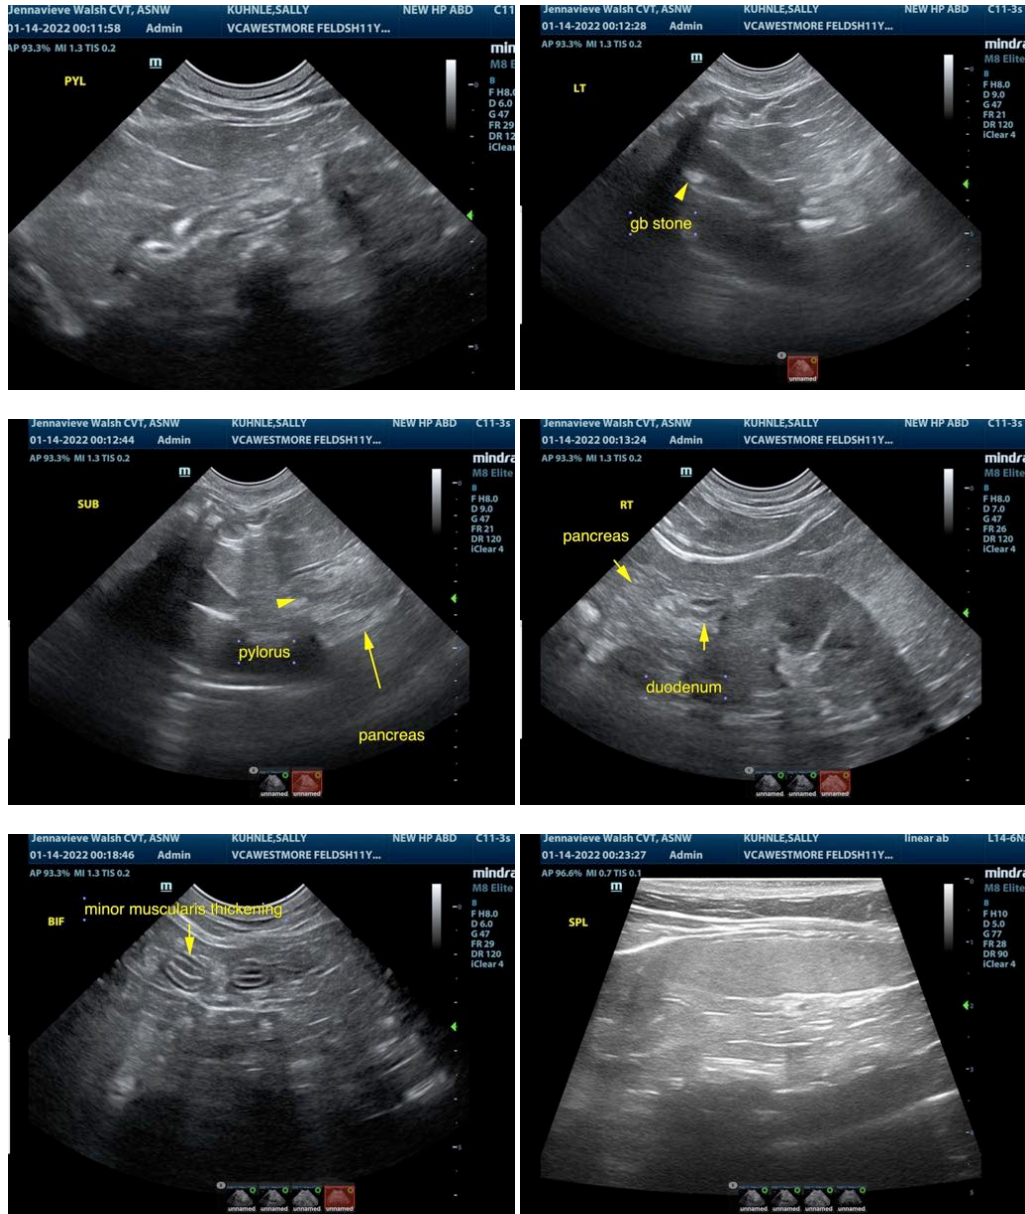 Jennavieve Walsh CVT, ASNW KUHNLE,SALLY NEW HP ABD C11
01-14-2022 00:11:58 Admin VCAWESTMORE FELDSH11Y...
AP 93.3% MI 1.3 TIS 0.2
m
PYL
B
F H8.0
D 6.0
G 47
FR 29
iClear
Jennavieve Walsh CVT, ASNW KUHNLE,SALLY NEW HP ABD C11-3s
01-14-2022 00:12:28 Admin VCAWESTMORE FELDSH11Y...
AP 93.3% MI 1.3 TIS 0.2
m
M8 Elite
LT
B
F H8.0
D 9.0
G 47
FR 21
DR 120
iClear 4
gb stone
unnamed
Jennavieve Walsh CVT, ASNW KUHNLE,SALLY NEW HP ABD C11-3s
01-14-2022 00:12:44 Admin VCAWESTMORE FELDSH11Y...
AP 93.3% MI 1.3 TIS 0.2
m
M8 Elite
SUB
B
F H8.0
D 9.0
G 47
FR 21
DR 120
iClear 4
pylorus
pancreas
unnamed unnamed
Jennavieve Walsh CVT, ASNW KUHNLE,SALLY NEW HP ABD C11-3s
01-14-2022 00:13:24 Admin VCAWESTMORE FELDSH11Y...
AP 93.3% MI 1.3 TIS 0.2
m
M8 Elite
RT
B
F H8.0
D 7.0
G 47
FR 26
DR 120
iClear 4
pancreas
duodenum
unnamed unnamed unnamed
Jennavieve Walsh CVT, ASNW KUHNLE,SALLY NEW HP ABD C11-3s
01-14-2022 00:18:46 Admin VCAWESTMORE FELDSH11Y...
AP 93.3% MI 1.3 TIS 0.2
m
M8 Elite
minor muscularis thickening
BIF
B
F H8.0
D 6.0
G 47
FR 29
DR 120
iClear 4
unnamed unnamed unnamed unnamed
Jennavieve Walsh CVT, ASNW KUHNLE,SALLY linear ab
01-14-2022 00:23:27 Admin VCAWESTMORE FELDSH11Y...
AP 96.6% MI 0.7 TIS 0.1
m
M8 Elite
SPL
B
F H10
D 5.0
G 77
FR 28
DR 90
iClear 4
unnamed unnamed unnamed unnamed